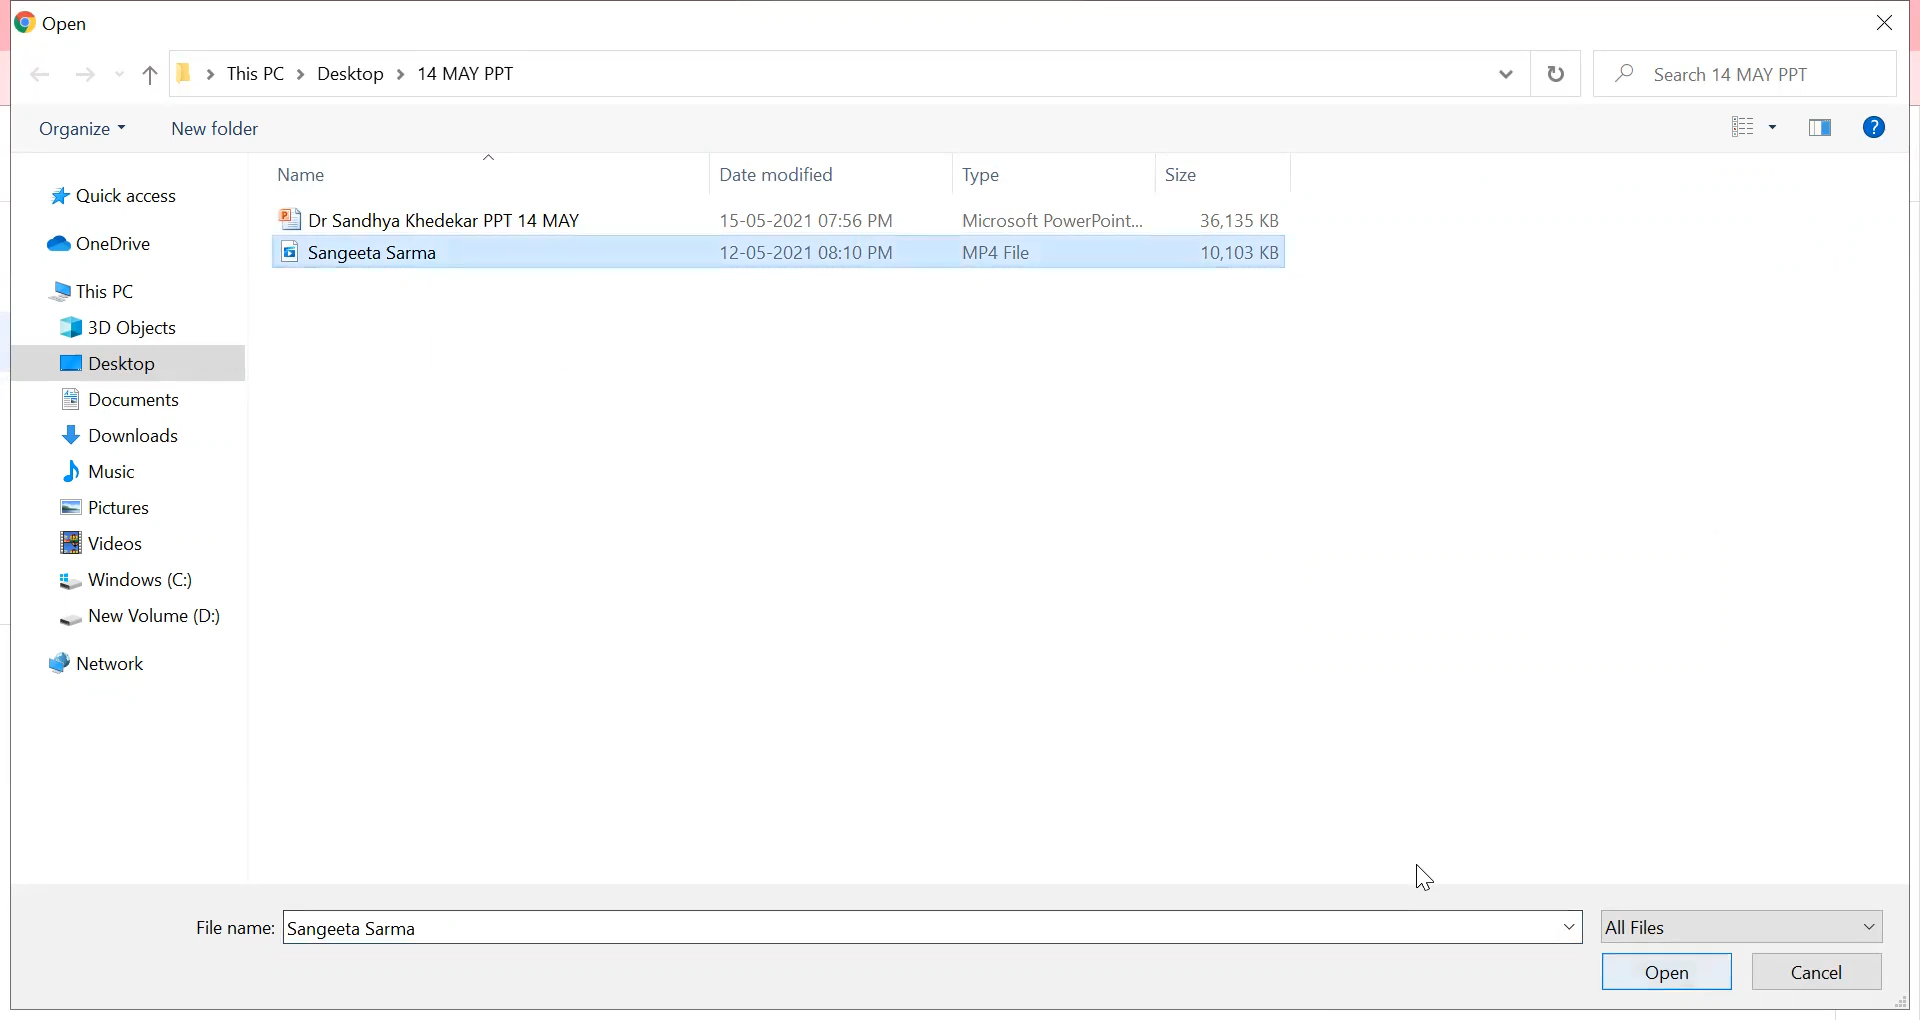 Open
This PC > Desktop > 14 MAY PPT
Search 14 MAY PPT
Organize
New folder
?
Name
Date modified
Type
Size
Dr Sandhya Khedekar PPT 14 MAY 15-05-2021 07:56 PM Microsoft PowerPoint... 36,135 KB
Sangeeta Sarma 12-05-2021 08:10 PM MP4 File 10,103 KB
Quick access
OneDrive
This PC
3D Objects
Desktop
Documents
Downloads
Music
Pictures
Videos
Windows (C:)
New Volume (D:)
Network
File name: Sangeeta Sarma
All Files
Open
Cancel